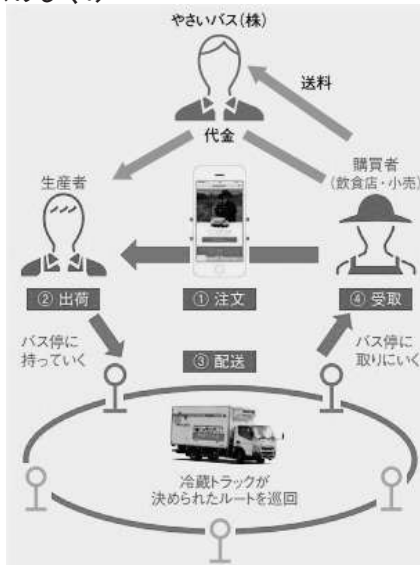 やさいバス(株)
送料
代金
生産者
購買者
(飲食店・小売)
② 出荷
① 注文
④ 受取
バス停に
持っていく
③ 配送
バス停に
取りにいく
冷蔵トラックが
決められたルートを巡回